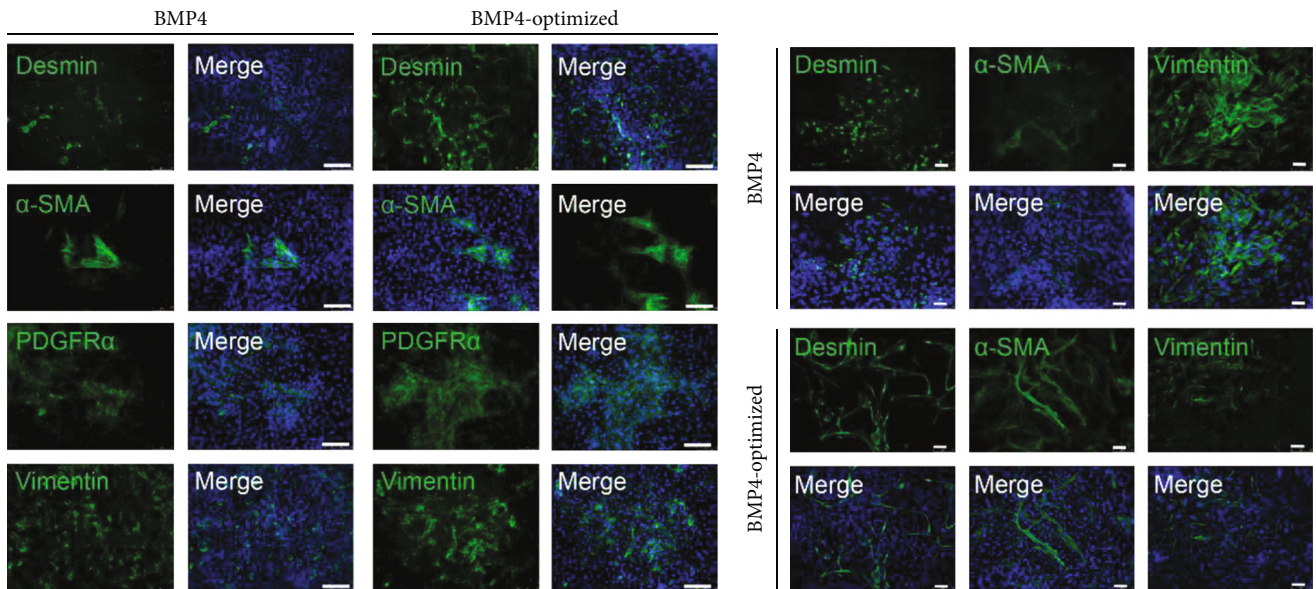 BMP4 BMP4-optimized
Desmin Merge Desmin Merge
α-SMA Merge α-SMA Merge
PDGFRα Merge PDGFRα Merge
Vimentin Merge Vimentin Merge
BMP4
Desmin α-SMA Vimentin
Merge Merge Merge
BMP4-optimized
Desmin α-SMA Vimentin
Merge Merge Merge